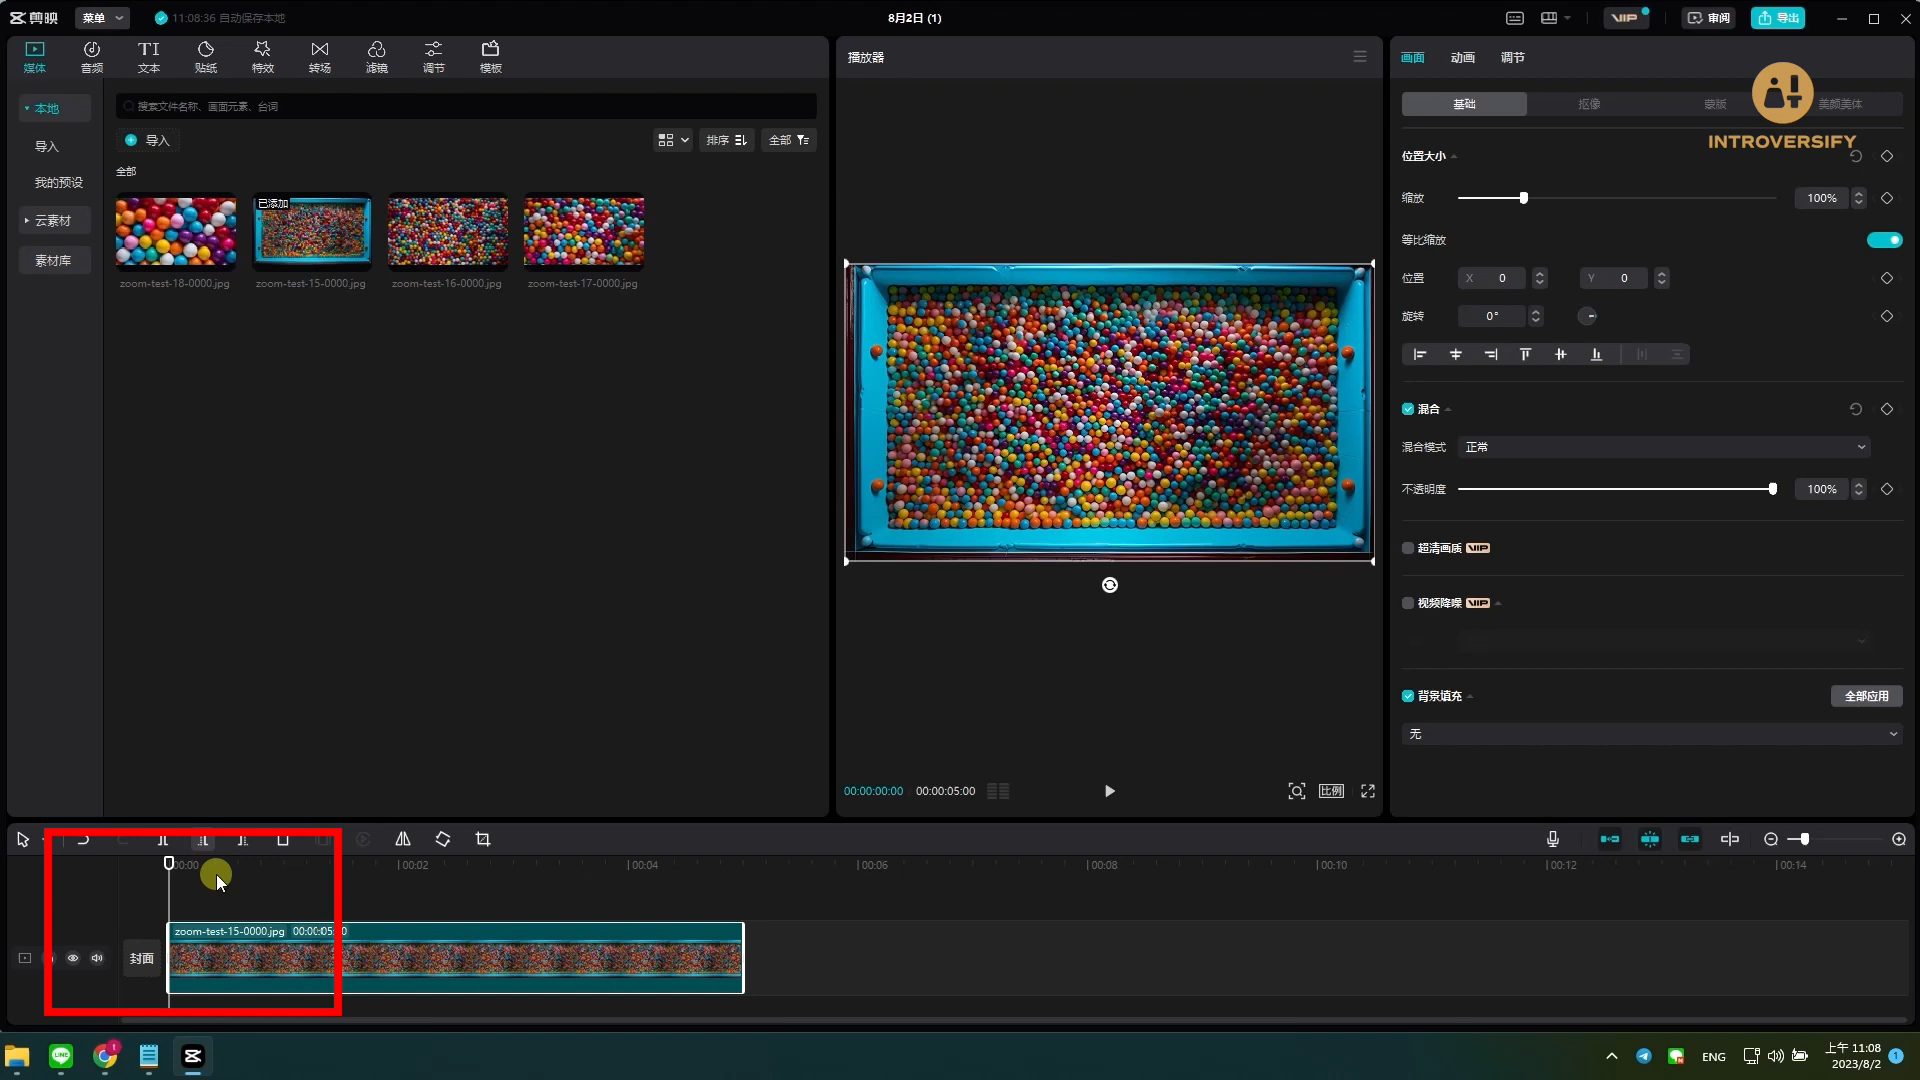 剪映
菜单
11:08:36 自动保存本地
8月2日 (1)
VIP
审阅
导出
媒体
音频
TI
文本
贴纸
特效
转场
滤镜
调节
模板
本地
导入
我的预设
云素材
素材库
搜索文件名称、画面元素、台词
导入
排序
全部
全部
已添加
zoom-test-18-0000.jpg
zoom-test-15-0000.jpg
zoom-test-16-0000.jpg
zoom-test-17-0000.jpg
播放器
00:00:00:00
00:00:05:00
比例
画面
动画
调节
基础
抠像
蒙版
美颜美体
INTROVERSIFY
位置大小
缩放
100%
等比缩放
位置
X 0
Y 0
旋转
0°
混合
混合模式
正常
不透明度
100%
超清画质 VIP
视频降噪 VIP
背景填充
全部应用
无
00:00
00:02
00:04
00:06
00:08
00:10
00:12
00:14
封面
zoom-test-15-0000.jpg
LINE
ENG
上午 11:08
2023/8/2
1